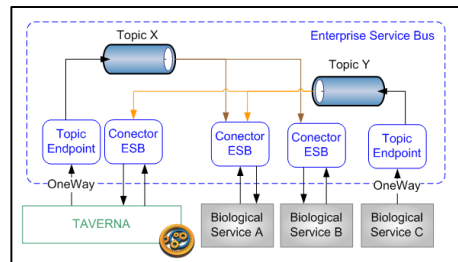 Topic X
Enterprise Service Bus
Topic Y
Topic
Endpoint
Conector
ESB
Conector
ESB
Conector
ESB
Topic
Endpoint
OneWay
OneWay
TAVERNA
Biological
Service A
Biological
Service B
Biological
Service C